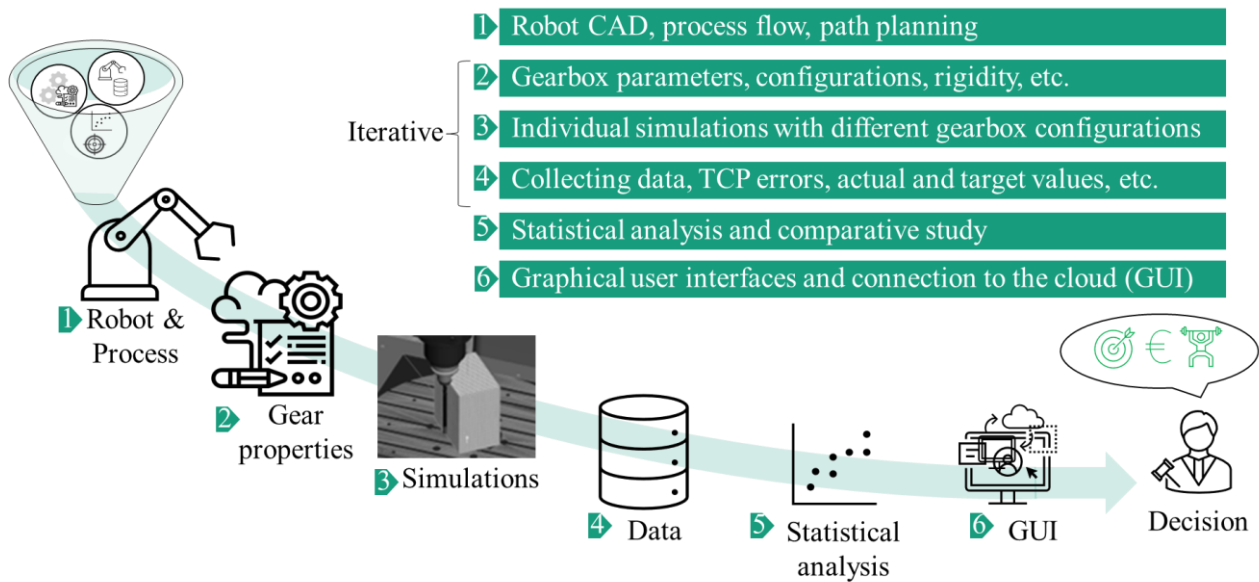 1 Robot CAD, process flow, path planning
2 Gearbox parameters, configurations, rigidity, etc.
Iterative
3 Individual simulations with different gearbox configurations
4 Collecting data, TCP errors, actual and target values, etc.
5 Statistical analysis and comparative study
6 Graphical user interfaces and connection to the cloud (GUI)
1 Robot &
Process
2 Gear
properties
3 Simulations
4 Data
5 Statistical
analysis
6 GUI
€
Decision